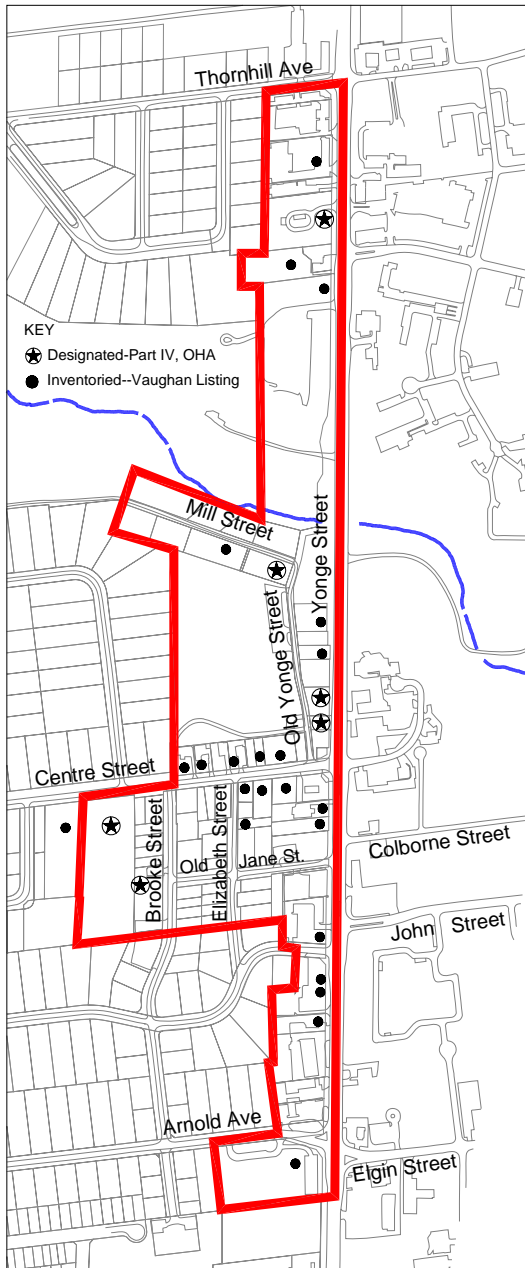 Thornhill Ave
KEY
Designated-Part IV, OHA
Inventoried--Vaughan Listing
Mill Street
Yonge Street
Old Yonge Street
Centre Street
Brooke Street
Elizabeth Street
Old Jane St.
Colborne Street
John Street
Arnold Ave
Elgin Street